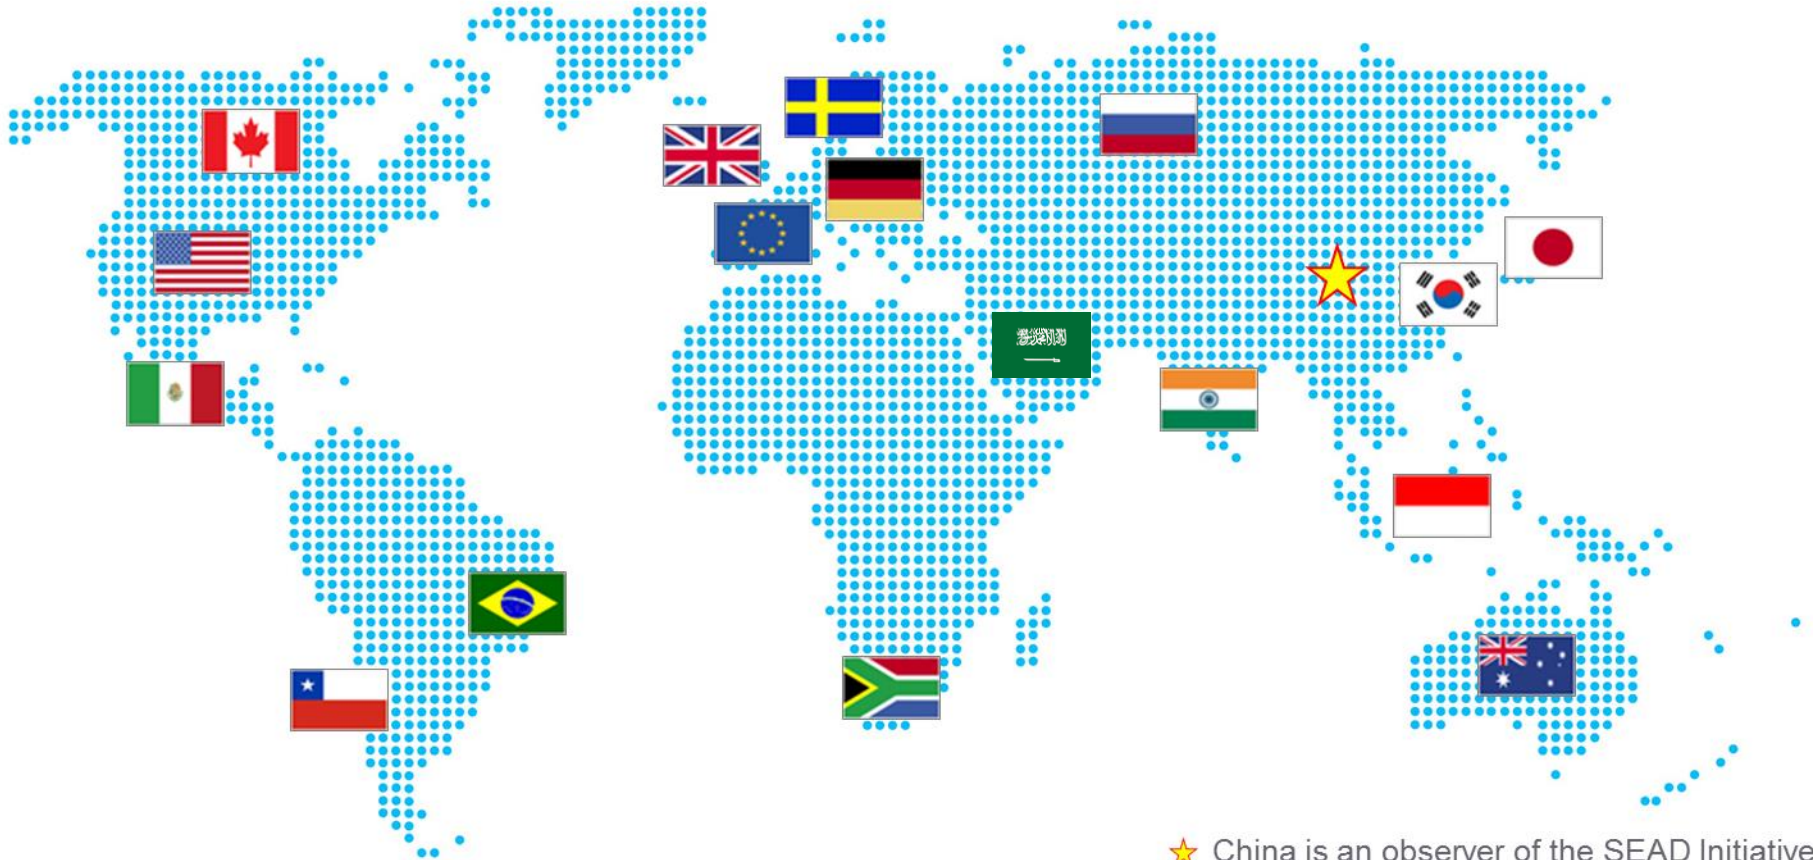 China is an observer of the SEAD Initiative